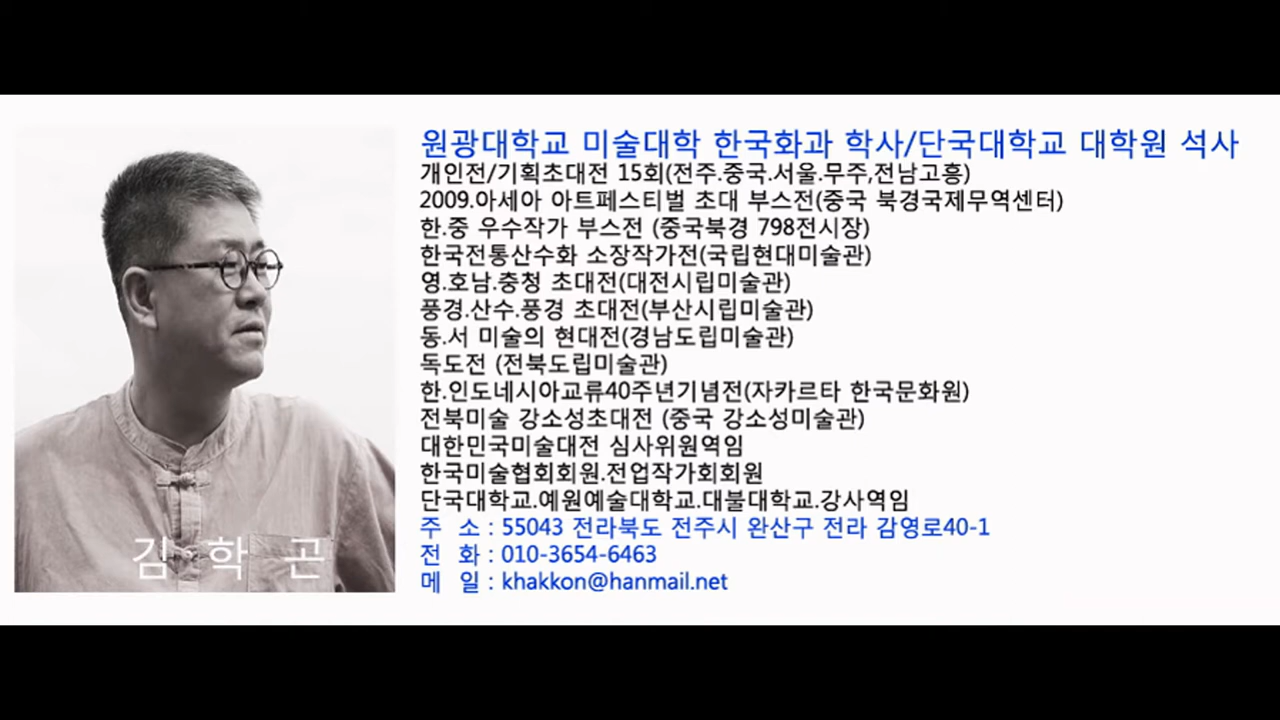 원광대학교 미술대학 한국화과 학사/단국대학교 대학원 석사
개인전/기획초대전 15회(전주.중국.서울.무주,전남고흥)
2009.아세아 아트페스티벌 초대 부스전(중국 북경국제무역센터)
한.중 우수작가 부스전 (중국북경 798전시장)
한국전통산수화 소장작가전(국립현대미술관)
영.호남.충청 초대전(대전시립미술관)
풍경.산수.풍경 초대전(부산시립미술관)
동.서 미술의 현대전(경남도립미술관)
독도전 (전북도립미술관)
한.인도네시아교류40주년기념전(자카르타 한국문화원)
전북미술 강소성초대전 (중국 강소성미술관)
대한민국미술대전 심사위원역임
한국미술협회회원.전업작가회회원
단국대학교.예원예술대학교.대불대학교.강사역임
주 소 : 55043 전라북도 전주시 완산구 전라 감영로40-1
전 화 : 010-3654-6463
메 일 : khakkon@hanmail.net
김 학 곤